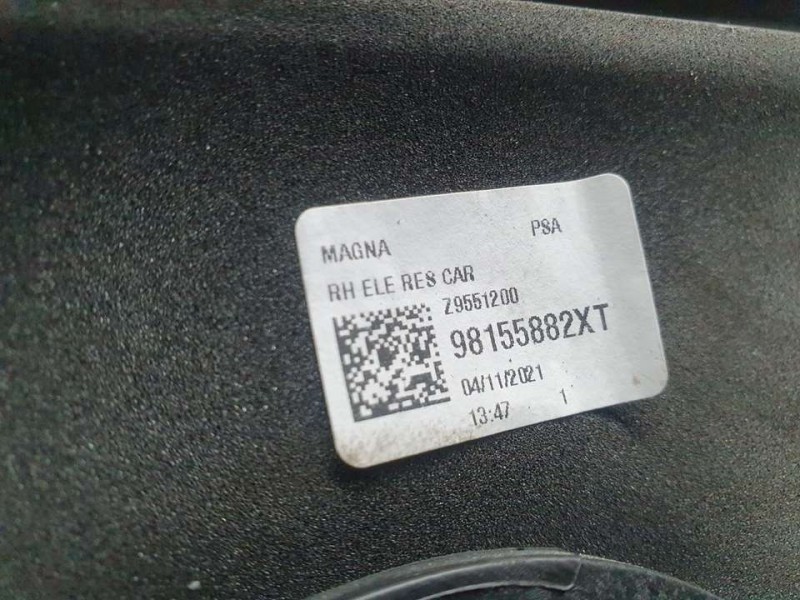 MAGNA PSA
RH ELE RES CAR
Z9551200
98155882XT
04/11/2021
13:47 1